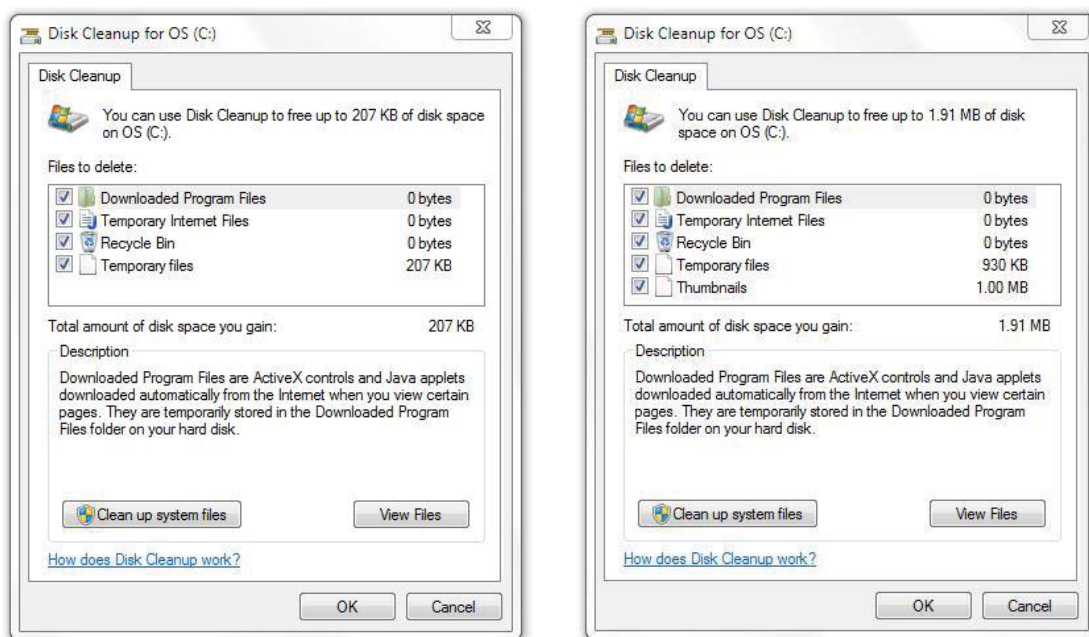 Disk Cleanup for OS (C:)
Disk Cleanup
You can use Disk Cleanup to free up to 207 KB of disk space
on OS (C:).
Files to delete:
Downloaded Program Files 0 bytes
Temporary Internet Files 0 bytes
Recycle Bin 0 bytes
Temporary files 207 KB
Total amount of disk space you gain: 207 KB
Description
Downloaded Program Files are ActiveX controls and Java applets
downloaded automatically from the Internet when you view certain
pages. They are temporarily stored in the Downloaded Program
Files folder on your hard disk.
Clean up system files View Files
How does Disk Cleanup work?
OK Cancel
Disk Cleanup for OS (C:)
Disk Cleanup
You can use Disk Cleanup to free up to 1.91 MB of disk
space on OS (C:).
Files to delete:
Downloaded Program Files 0 bytes
Temporary Internet Files 0 bytes
Recycle Bin 0 bytes
Temporary files 930 KB
Thumbnails 1.00 MB
Total amount of disk space you gain: 1.91 MB
Description
Downloaded Program Files are ActiveX controls and Java applets
downloaded automatically from the Internet when you view certain
pages. They are temporarily stored in the Downloaded Program
Files folder on your hard disk.
Clean up system files View Files
How does Disk Cleanup work?
OK Cancel